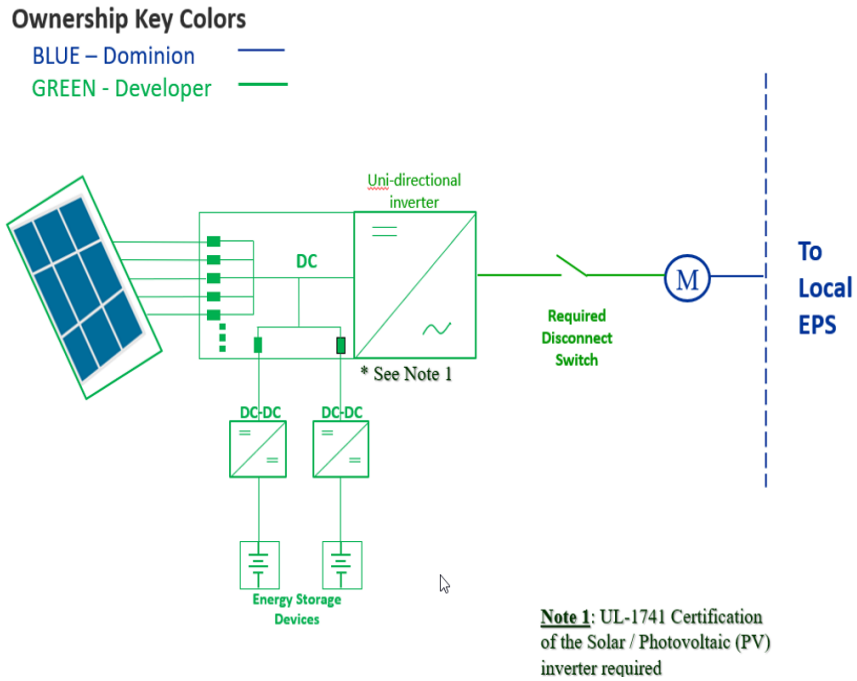 Ownership Key Colors
BLUE – Dominion
GREEN - Developer
Uni-directional
inverter
DC
M
To
Local
EPS
Required
Disconnect
Switch
* See Note 1
DC-DC
DC-DC
Energy Storage
Devices
Note 1: UL-1741 Certification
of the Solar / Photovoltaic (PV)
inverter required